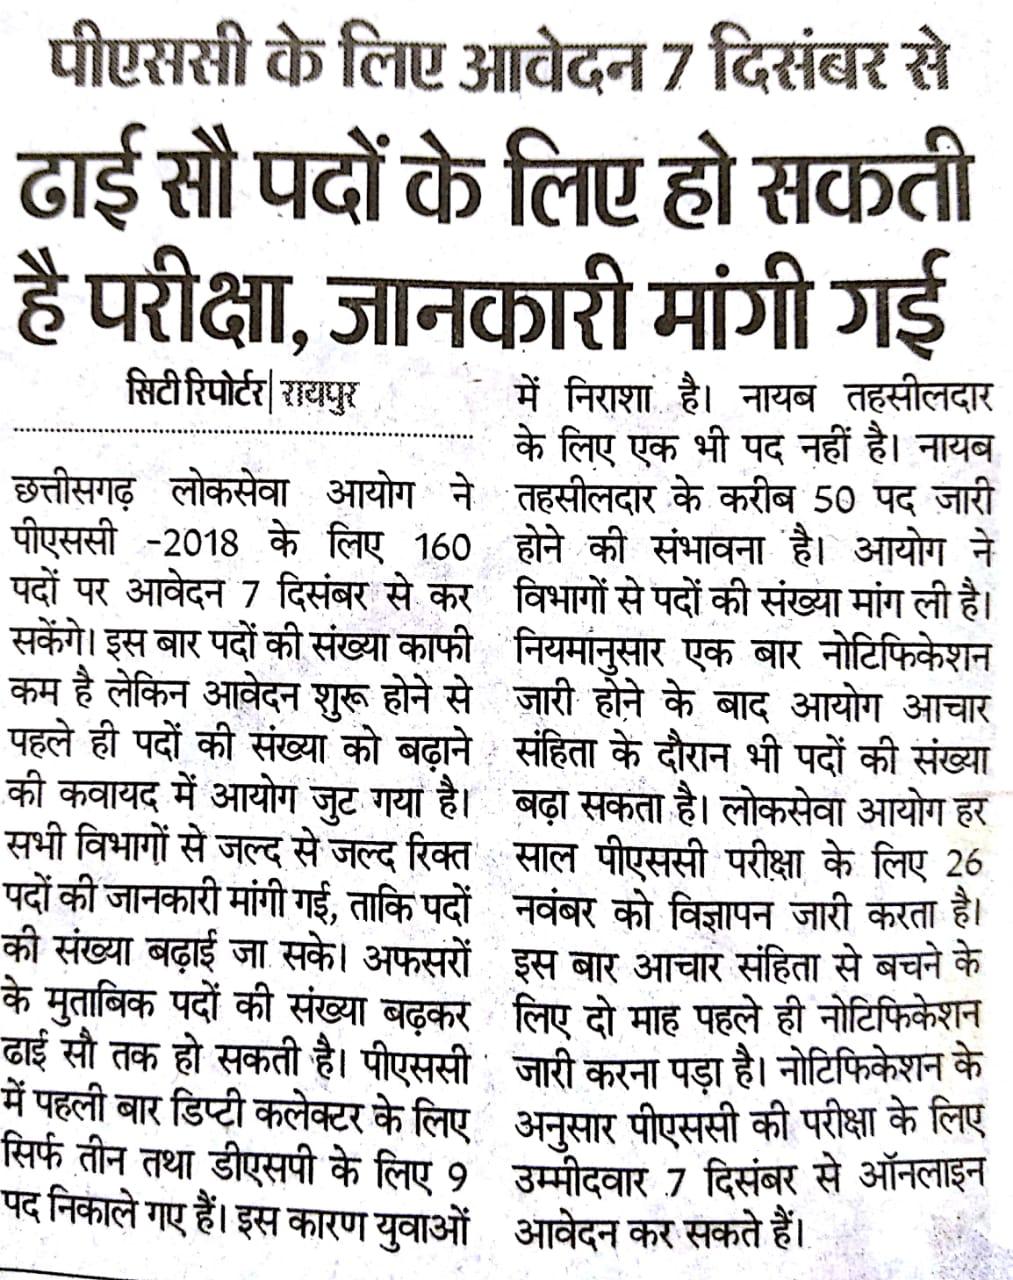 पीएससी के लिए आवेदन 7 दिसंबर से
ढाई सौ पदों के लिए हो सकती
है परीक्षा, जानकारी मांगी गई
सिटी रिपोर्टर | रायपुर
छत्तीसगढ़ लोकसेवा आयोग ने
पीएससी -2018 के लिए 160
पदों पर आवेदन 7 दिसंबर से कर
सकेंगे। इस बार पदों की संख्या काफी
कम है लेकिन आवेदन शुरू होने से
पहले ही पदों की संख्या को बढ़ाने
की कवायद में आयोग जुट गया है।
सभी विभागों से जल्द से जल्द रिक्त
पदों की जानकारी मांगी गई, ताकि पदों
की संख्या बढ़ाई जा सके। अफसरों
के मुताबिक पदों की संख्या बढ़कर
ढाई सौ तक हो सकती है। पीएससी
में पहली बार डिप्टी कलेक्टर के लिए
सिर्फ तीन तथा डीएसपी के लिए 9
पद निकाले गए हैं। इस कारण युवाओं
में निराशा है। नायब तहसीलदार
के लिए एक भी पद नहीं है। नायब
तहसीलदार के करीब 50 पद जारी
होने की संभावना है। आयोग ने
विभागों से पदों की संख्या मांग ली है।
नियमानुसार एक बार नोटिफिकेशन
जारी होने के बाद आयोग आचार
संहिता के दौरान भी पदों की संख्या
बढ़ा सकता है। लोकसेवा आयोग हर
साल पीएससी परीक्षा के लिए 26
नवंबर को विज्ञापन जारी करता है।
इस बार आचार संहिता से बचने के
लिए दो माह पहले ही नोटिफिकेशन
जारी करना पड़ा है। नोटिफिकेशन के
अनुसार पीएससी की परीक्षा के लिए
उम्मीदवार 7 दिसंबर से ऑनलाइन
आवेदन कर सकते हैं।